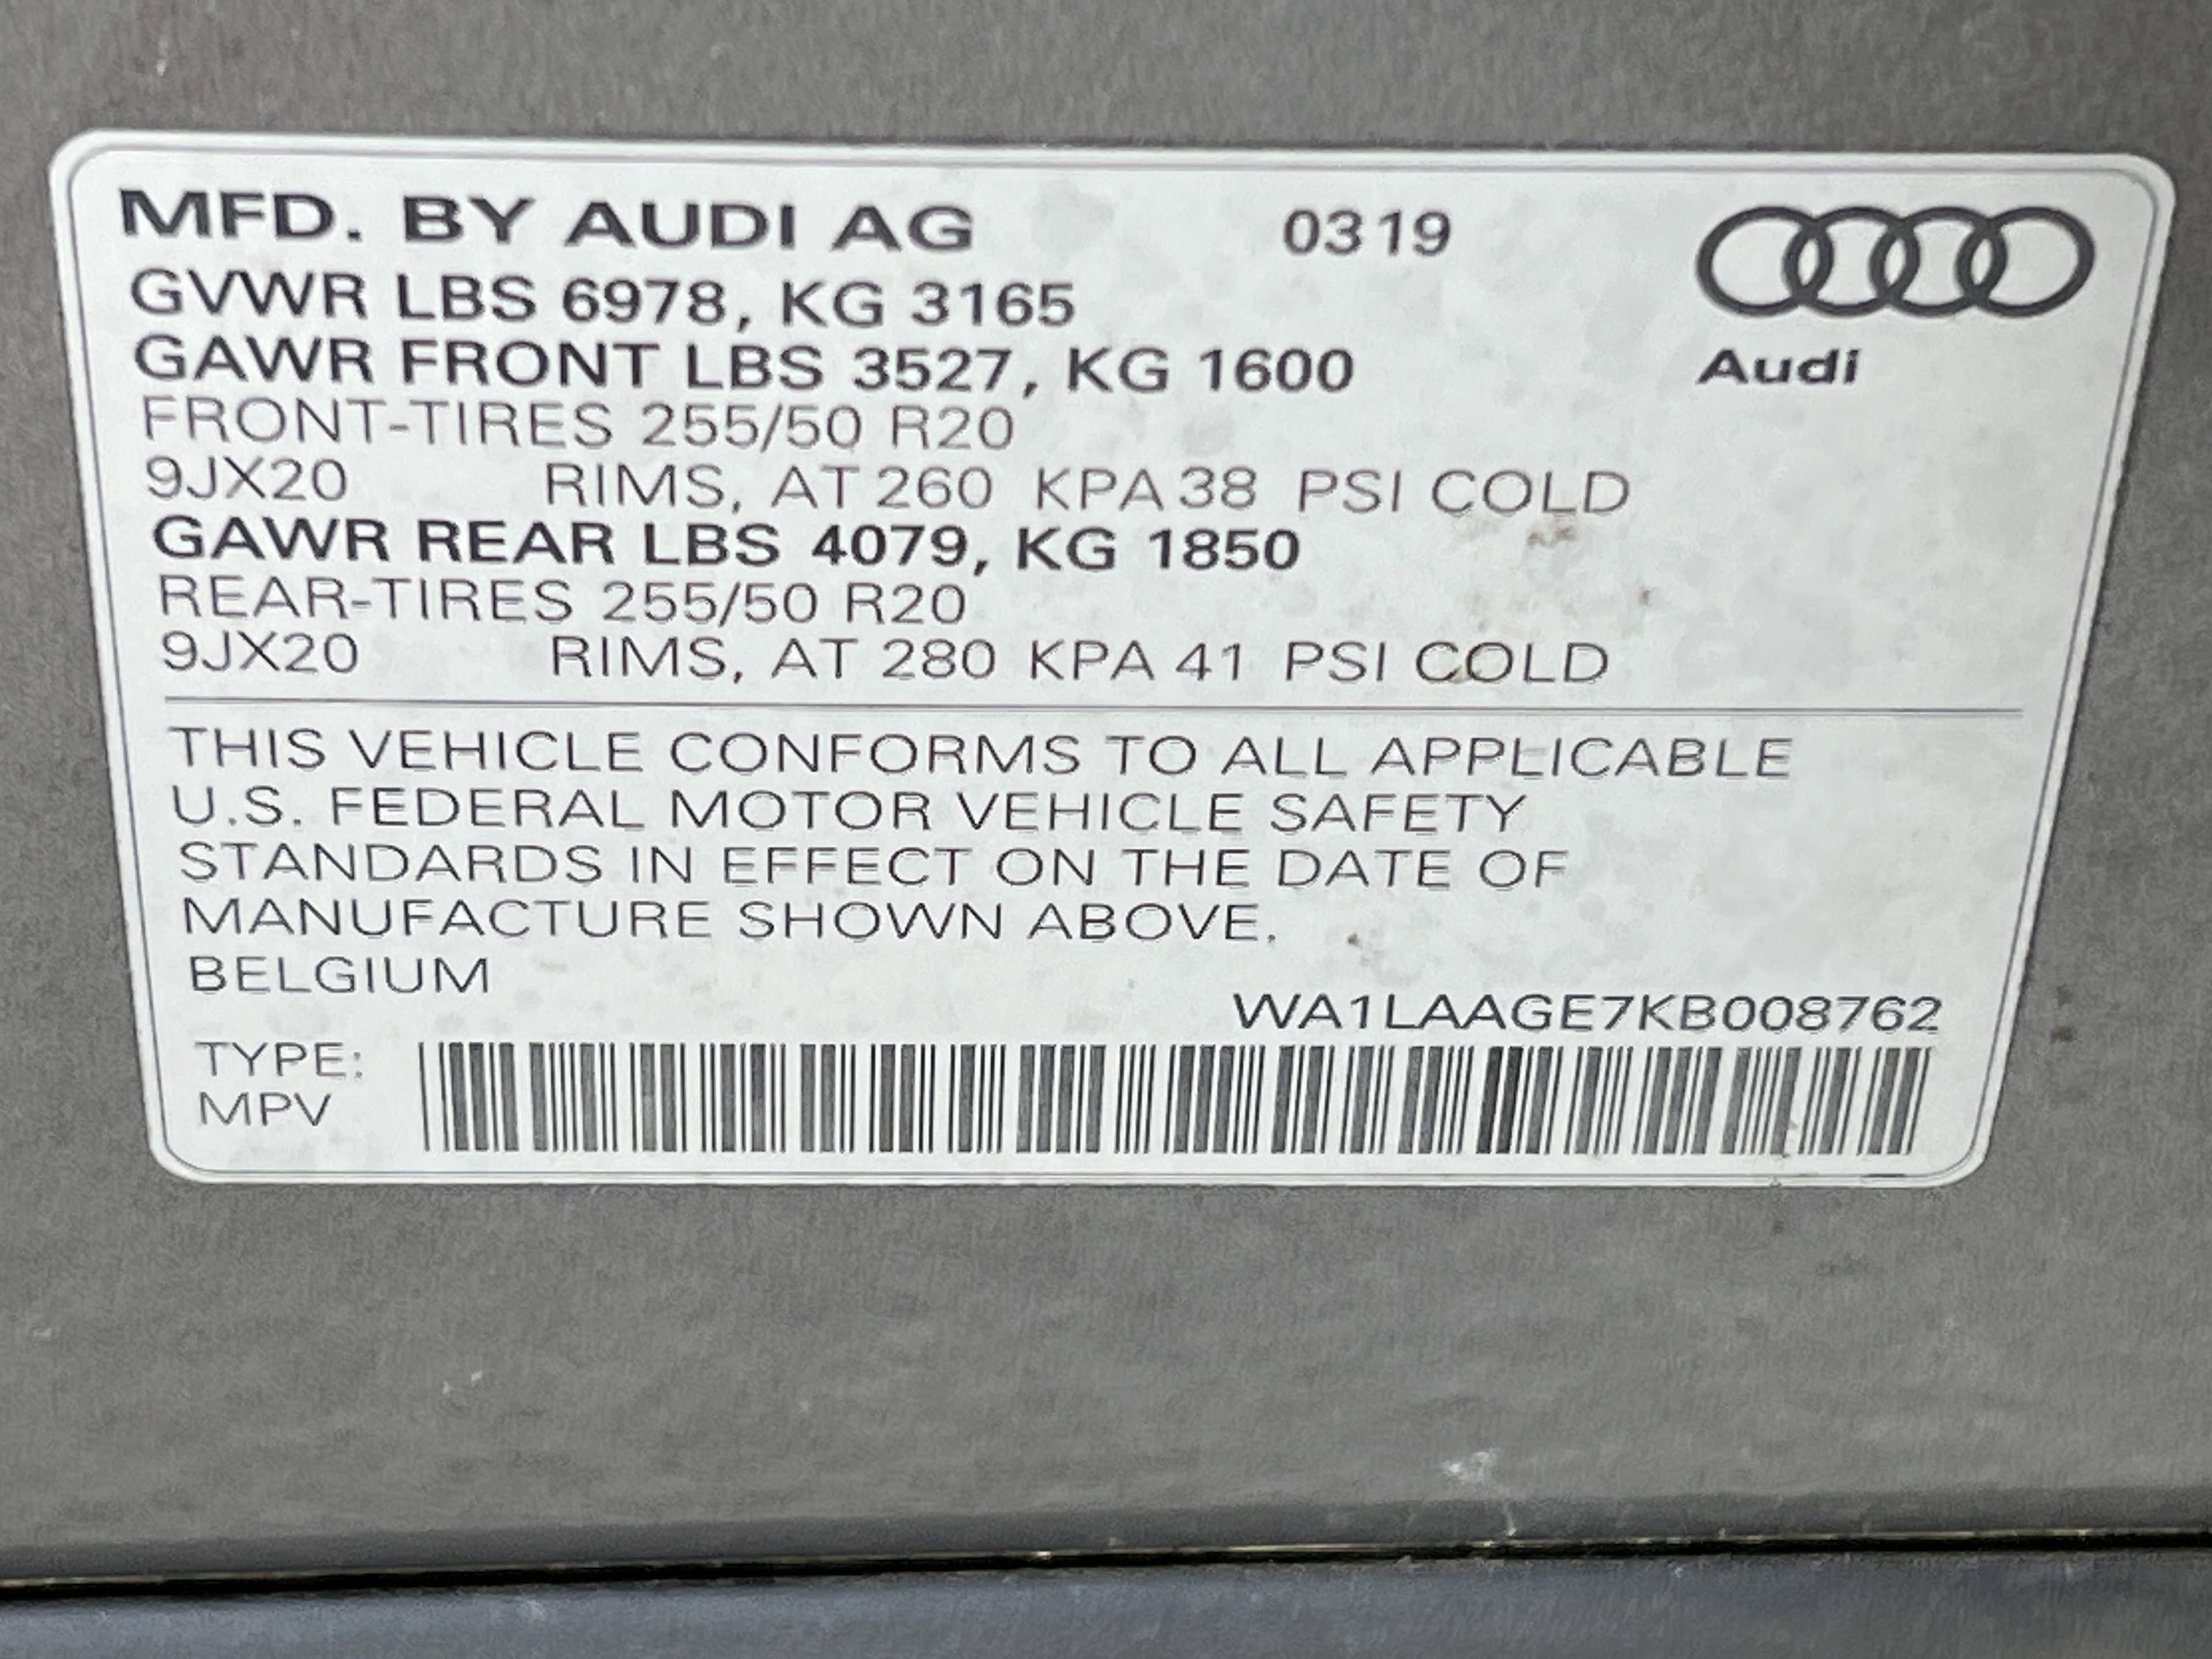 MFD. BY AUDI AG 0319
GVWR LBS 6978, KG 3165
GAWR FRONT LBS 3527, KG 1600
Audi
FRONT-TIRES 255/50 R20
9JX20 RIMS, AT 260 KPA 38 PSI COLD
GAWR REAR LBS 4079, KG 1850
REAR-TIRES 255/50 R20
9JX20 RIMS, AT 280 KPA 41 PSI COLD
THIS VEHICLE CONFORMS TO ALL APPLICABLE
U.S. FEDERAL MOTOR VEHICLE SAFETY
STANDARDS IN EFFECT ON THE DATE OF
MANUFACTURE SHOWN ABOVE.
BELGIUM
WA1LAAGE7KB008762
TYPE:
MPV